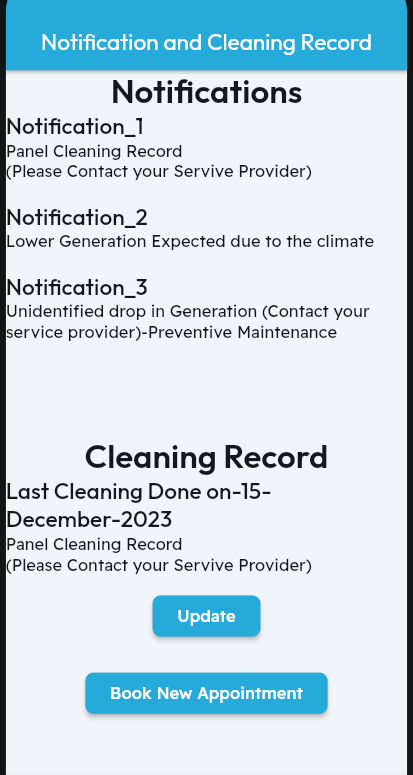 Notification and Cleaning Record
Notifications
Notification_1
Panel Cleaning Record
(Please Contact your Servive Provider)
Notification_2
Lower Generation Expected due to the climate
Notification_3
Unidentified drop in Generation (Contact your
service provider)-Preventive Maintenance
Cleaning Record
Last Cleaning Done on-15-
December-2023
Panel Cleaning Record
(Please Contact your Servive Provider)
Update
Book New Appointment